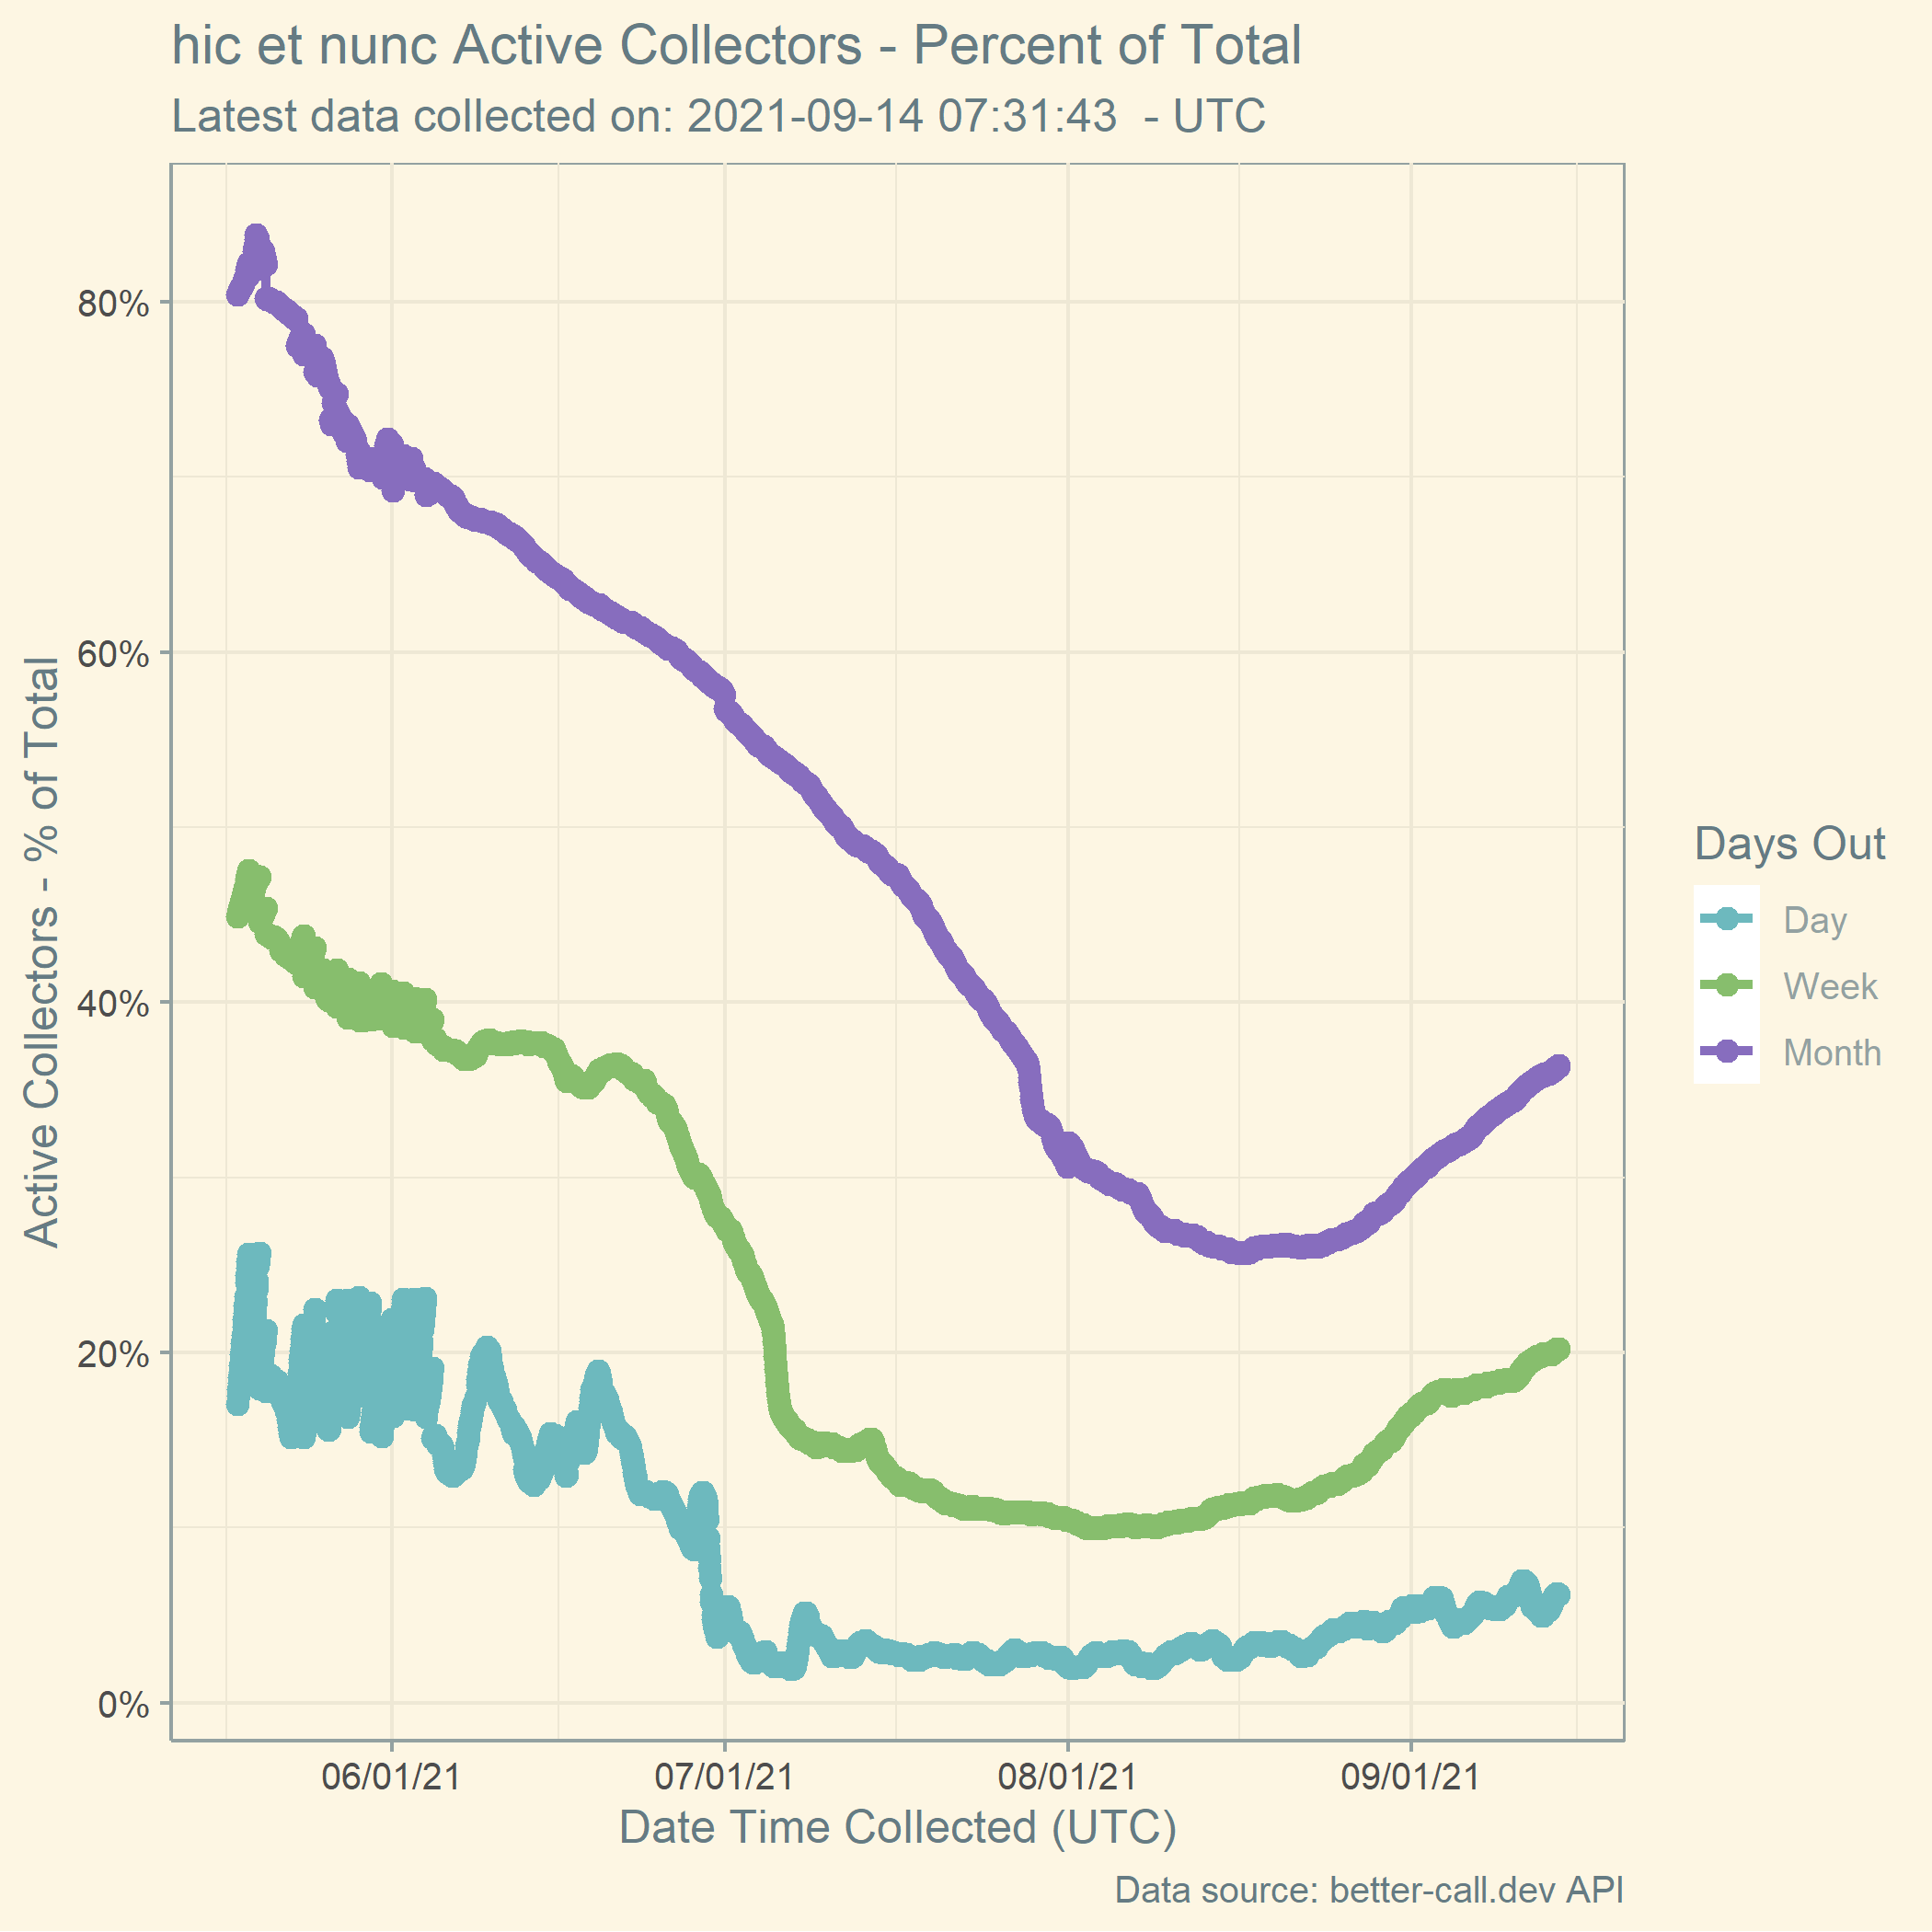 hic et nunc Active Collectors - Percent of Total
Latest data collected on: 2021-09-14 07:31:43  - UTC
Active Collectors - % of Total
80%
60%
40%
20%
0%
06/01/21 07/01/21 08/01/21 09/01/21
Date Time Collected (UTC)
Days Out
Day
Week
Month
Data source: better-call.dev API